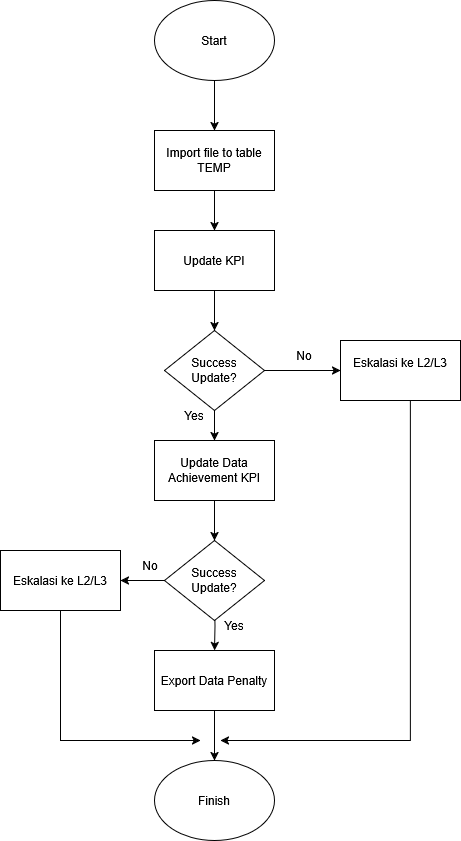 Start
Import file to table
TEMP
Update KPI
Success
Update?
No
Eskalasi ke L2/L3
Yes
Update Data
Achievement KPI
Success
Update?
No
Eskalasi ke L2/L3
Yes
Export Data Penalty
Finish